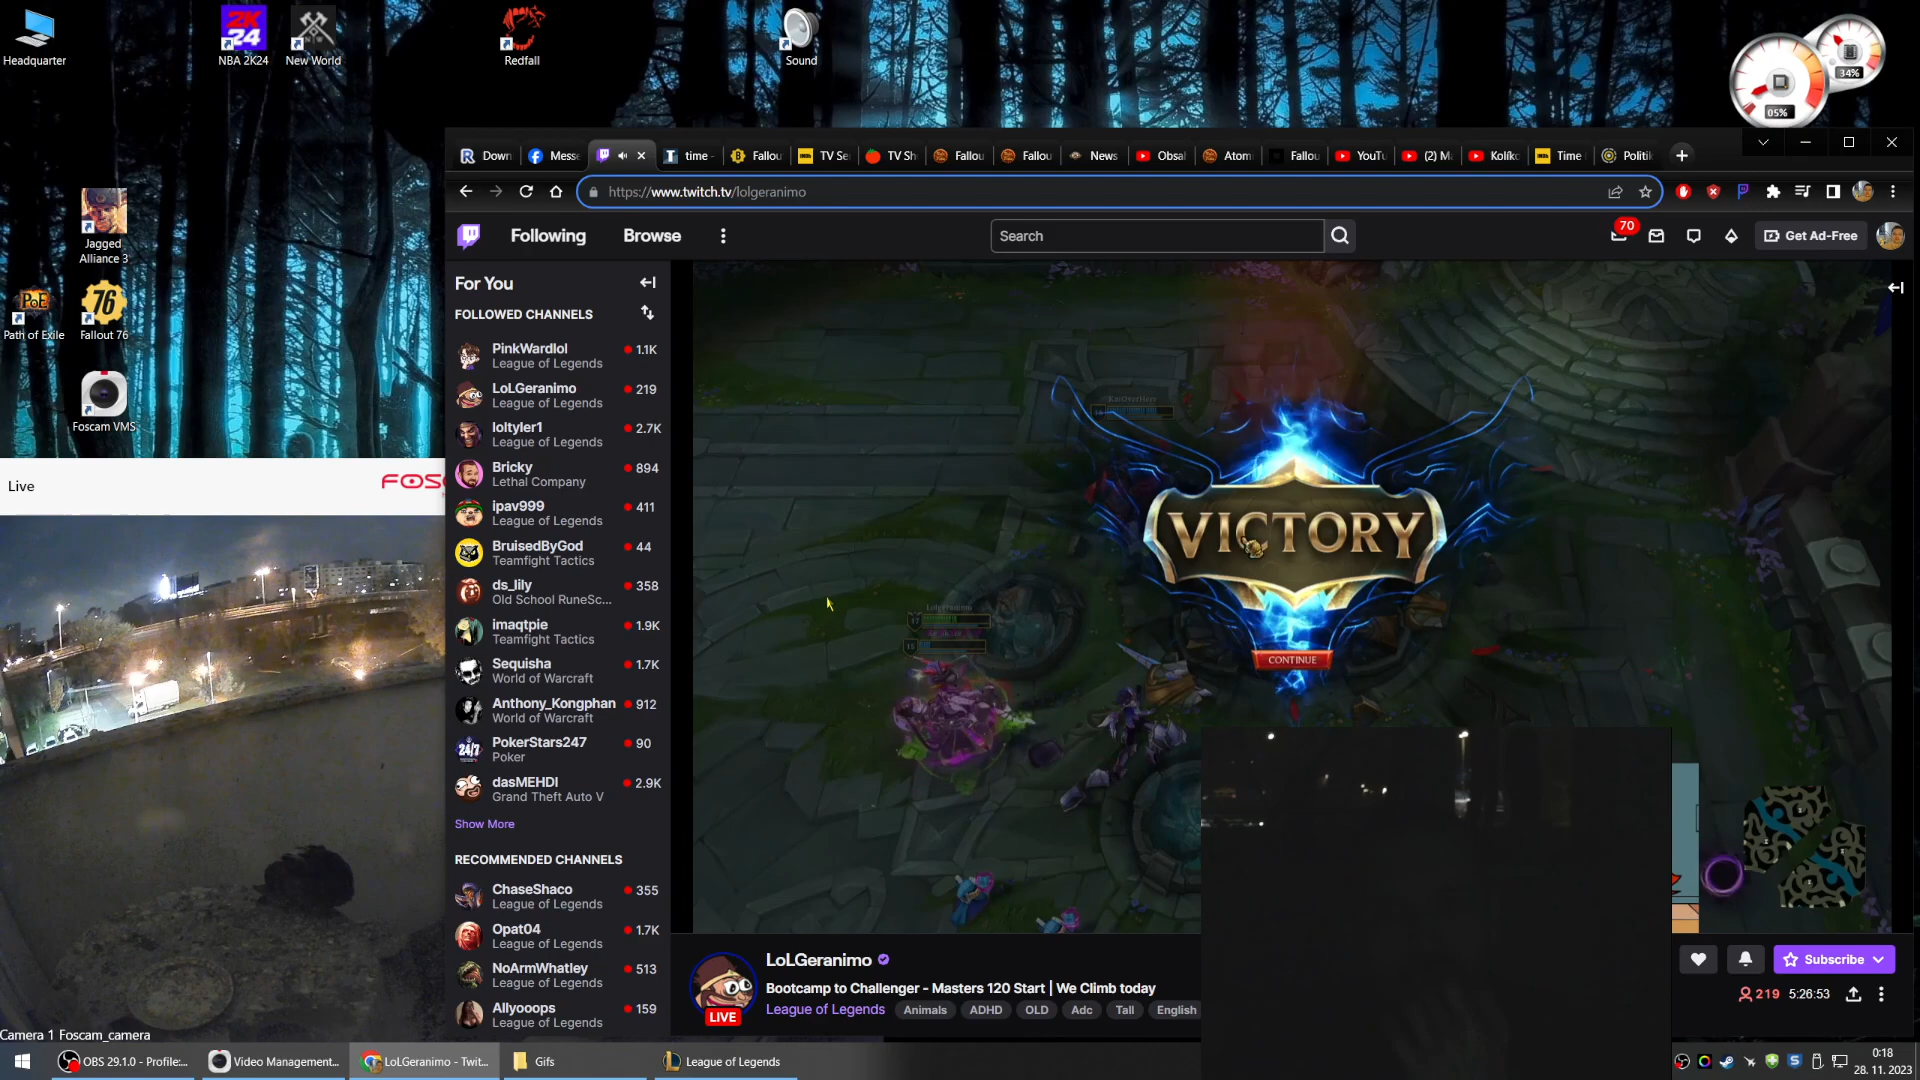 Headquarter
NBA 2K24
New World
Redfall
Sound
34%
05%
Jagged
Alliance 3
Path of Exile
Fallout 76
Foscam VMS
Live
FOSC
Camera 1 Foscam_camera
Down
Messe
time -
Fallou
TV Se
TV Sh
Fallou
Fallou
News
Obsa
Atom
Fallou
YouTu
(2) M
Kolík
Time
Politik
https://www.twitch.tv/lolgeranimo
Following
Browse
Search
70
Get Ad-Free
For You
FOLLOWED CHANNELS
PinkWardlol 1.1K
League of Legends
LoLGeranimo 219
League of Legends
loltyler1 2.7K
League of Legends
Bricky 894
Lethal Company
ipav999 411
League of Legends
BruisedByGod 44
Teamfight Tactics
ds_lily 358
Old School RuneSc...
imaqtpie 1.9K
Teamfight Tactics
Sequisha 1.7K
World of Warcraft
Anthony_Kongphan 912
World of Warcraft
PokerStars247 90
Poker
dasMEHDI 2.9K
Grand Theft Auto V
Show More
RECOMMENDED CHANNELS
ChaseShaco 355
League of Legends
Opat04 1.7K
League of Legends
NoArmWhatley 513
League of Legends
Allyooops 159
League of Legends
VICTORY
CONTINUE
LIVE
LoLGeranimo
Bootcamp to Challenger - Masters 120 Start | We Climb today
League of Legends Animals ADHD OLD Adc Tall English
Subscribe
219 5:26:53
OBS 29.1.0 - Profile:...
Video Management...
LoLGeranimo - Twit...
Gifs
League of Legends
0:18
28. 11. 2023